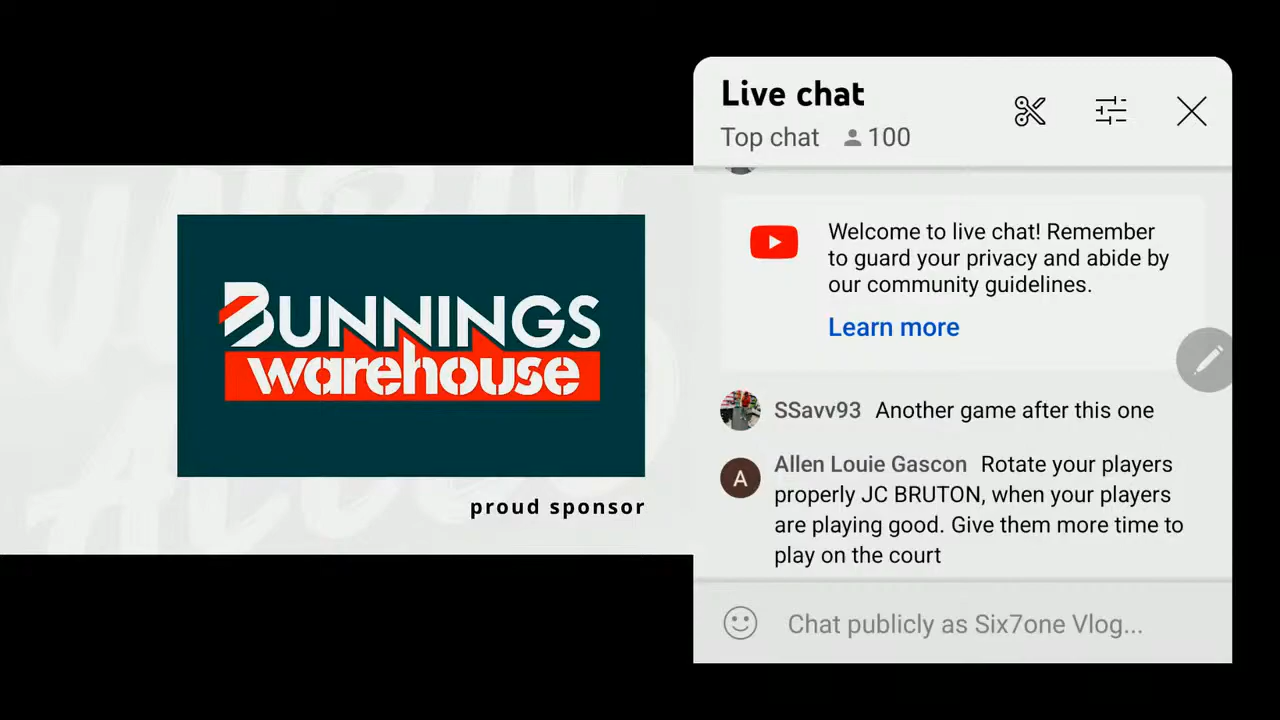 BUNNINGS
warehouse
proud sponsor
Live chat
Top chat 100
Welcome to live chat! Remember
to guard your privacy and abide by
our community guidelines.
Learn more
SSavv93 Another game after this one
A
Allen Louie Gascon Rotate your players
properly JC BRUTON, when your players
are playing good. Give them more time to
play on the court
Chat publicly as Six7one Vlog...